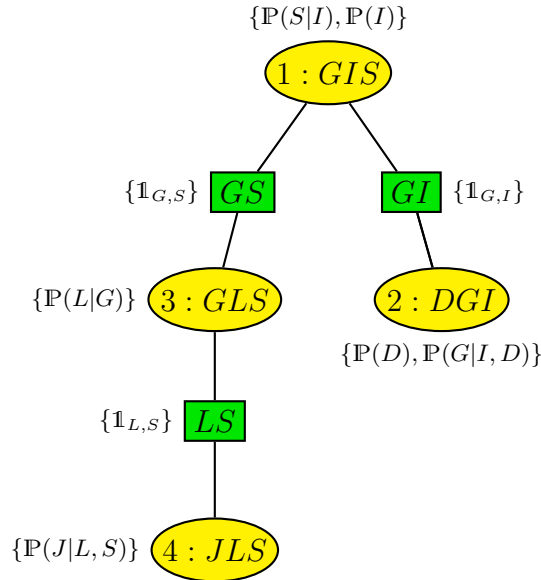 {ℙ(S|I), ℙ(I)}
1 : GIS
{𝟙_{G,S}} GS GI {𝟙_{G,I}}
{ℙ(L|G)} 3 : GLS 2 : DGI
{ℙ(D), ℙ(G|I, D)}
{𝟙_{L,S}} LS
{ℙ(J|L, S)} 4 : JLS